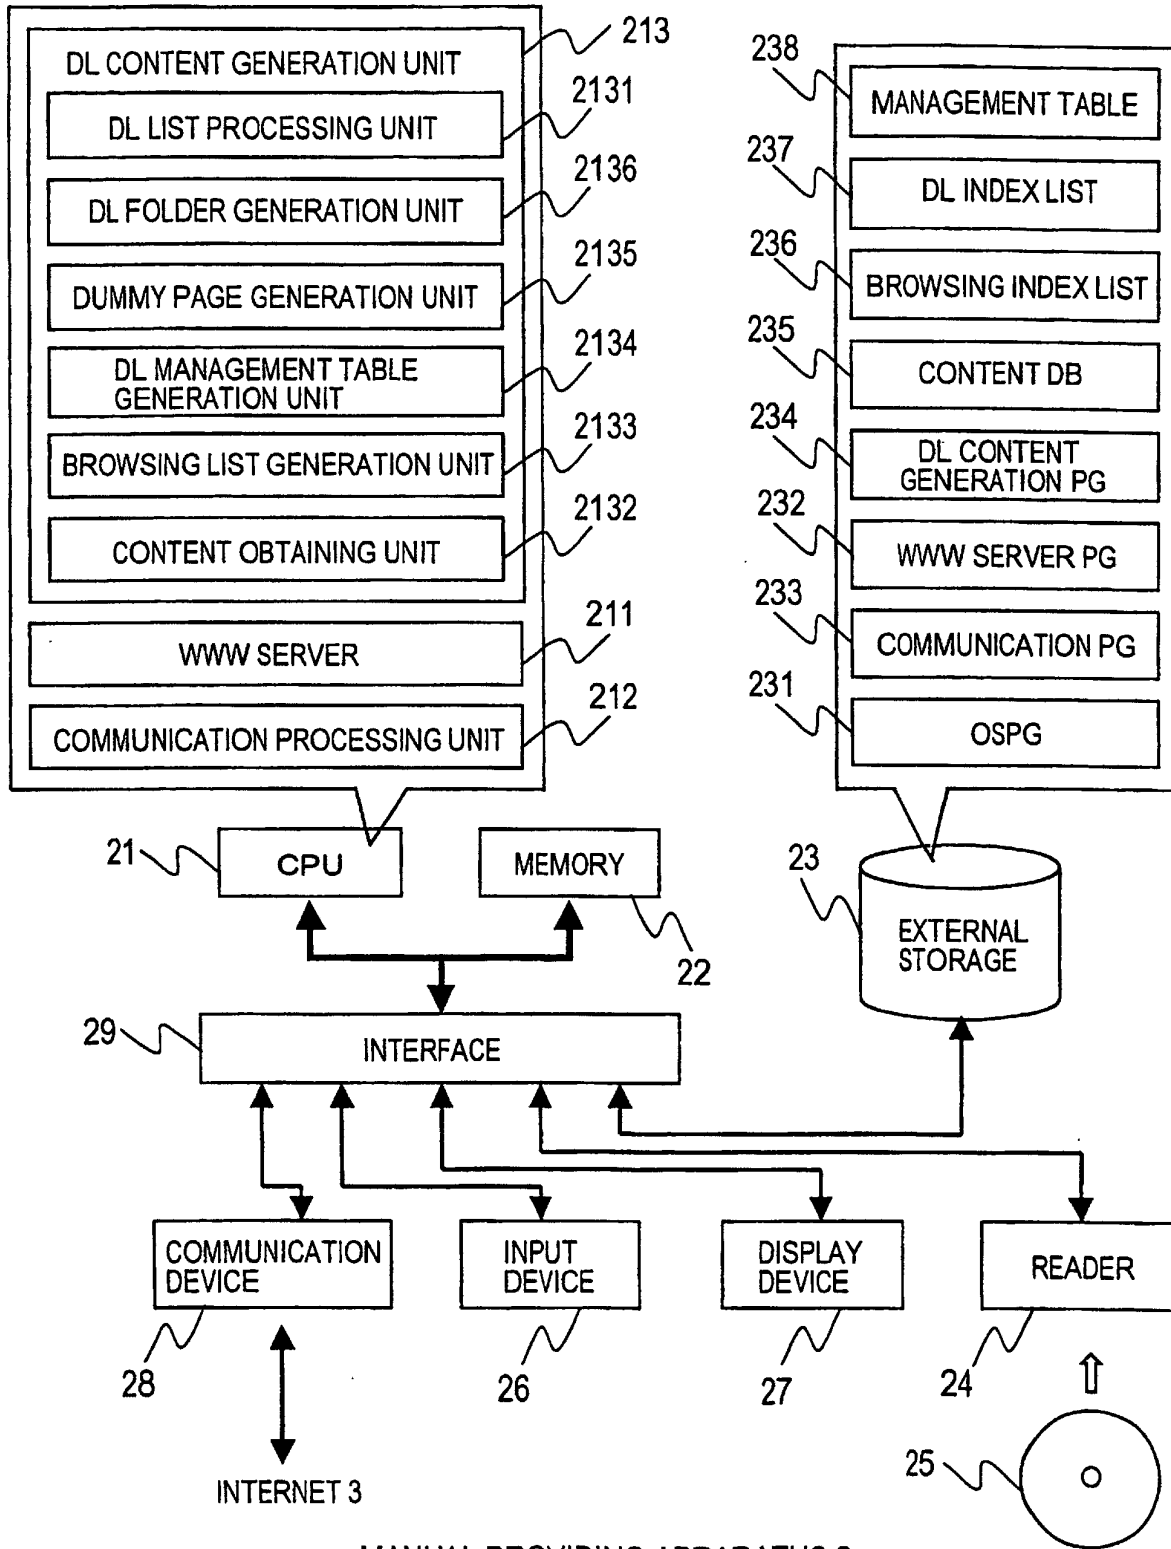 213
DL CONTENT GENERATION UNIT
2131
DL LIST PROCESSING UNIT
2136
DL FOLDER GENERATION UNIT
2135
DUMMY PAGE GENERATION UNIT
2134
DL MANAGEMENT TABLE
GENERATION UNIT
2133
BROWSING LIST GENERATION UNIT
2132
CONTENT OBTAINING UNIT
211
WWW SERVER
212
COMMUNICATION PROCESSING UNIT
238
MANAGEMENT TABLE
237
DL INDEX LIST
236
BROWSING INDEX LIST
235
CONTENT DB
234
DL CONTENT
GENERATION PG
232
WWW SERVER PG
233
COMMUNICATION PG
231
OSPG
21
CPU
MEMORY
22
23
EXTERNAL
STORAGE
29
INTERFACE
COMMUNICATION
DEVICE
28
INPUT
DEVICE
26
DISPLAY
DEVICE
27
READER
24
25
INTERNET 3
MANUAL PROVIDING APPARATUS 2